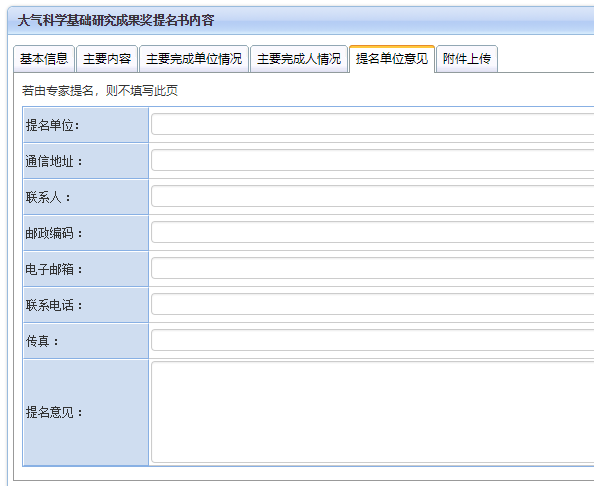 大气科学基础研究成果奖提名书内容
基本信息 主要内容 主要完成单位情况 主要完成人情况 提名单位意见 附件上传
若由专家提名，则不填写此页
提名单位：
通信地址：
联系人：
邮政编码：
电子邮箱：
联系电话：
传真：
提名意见：